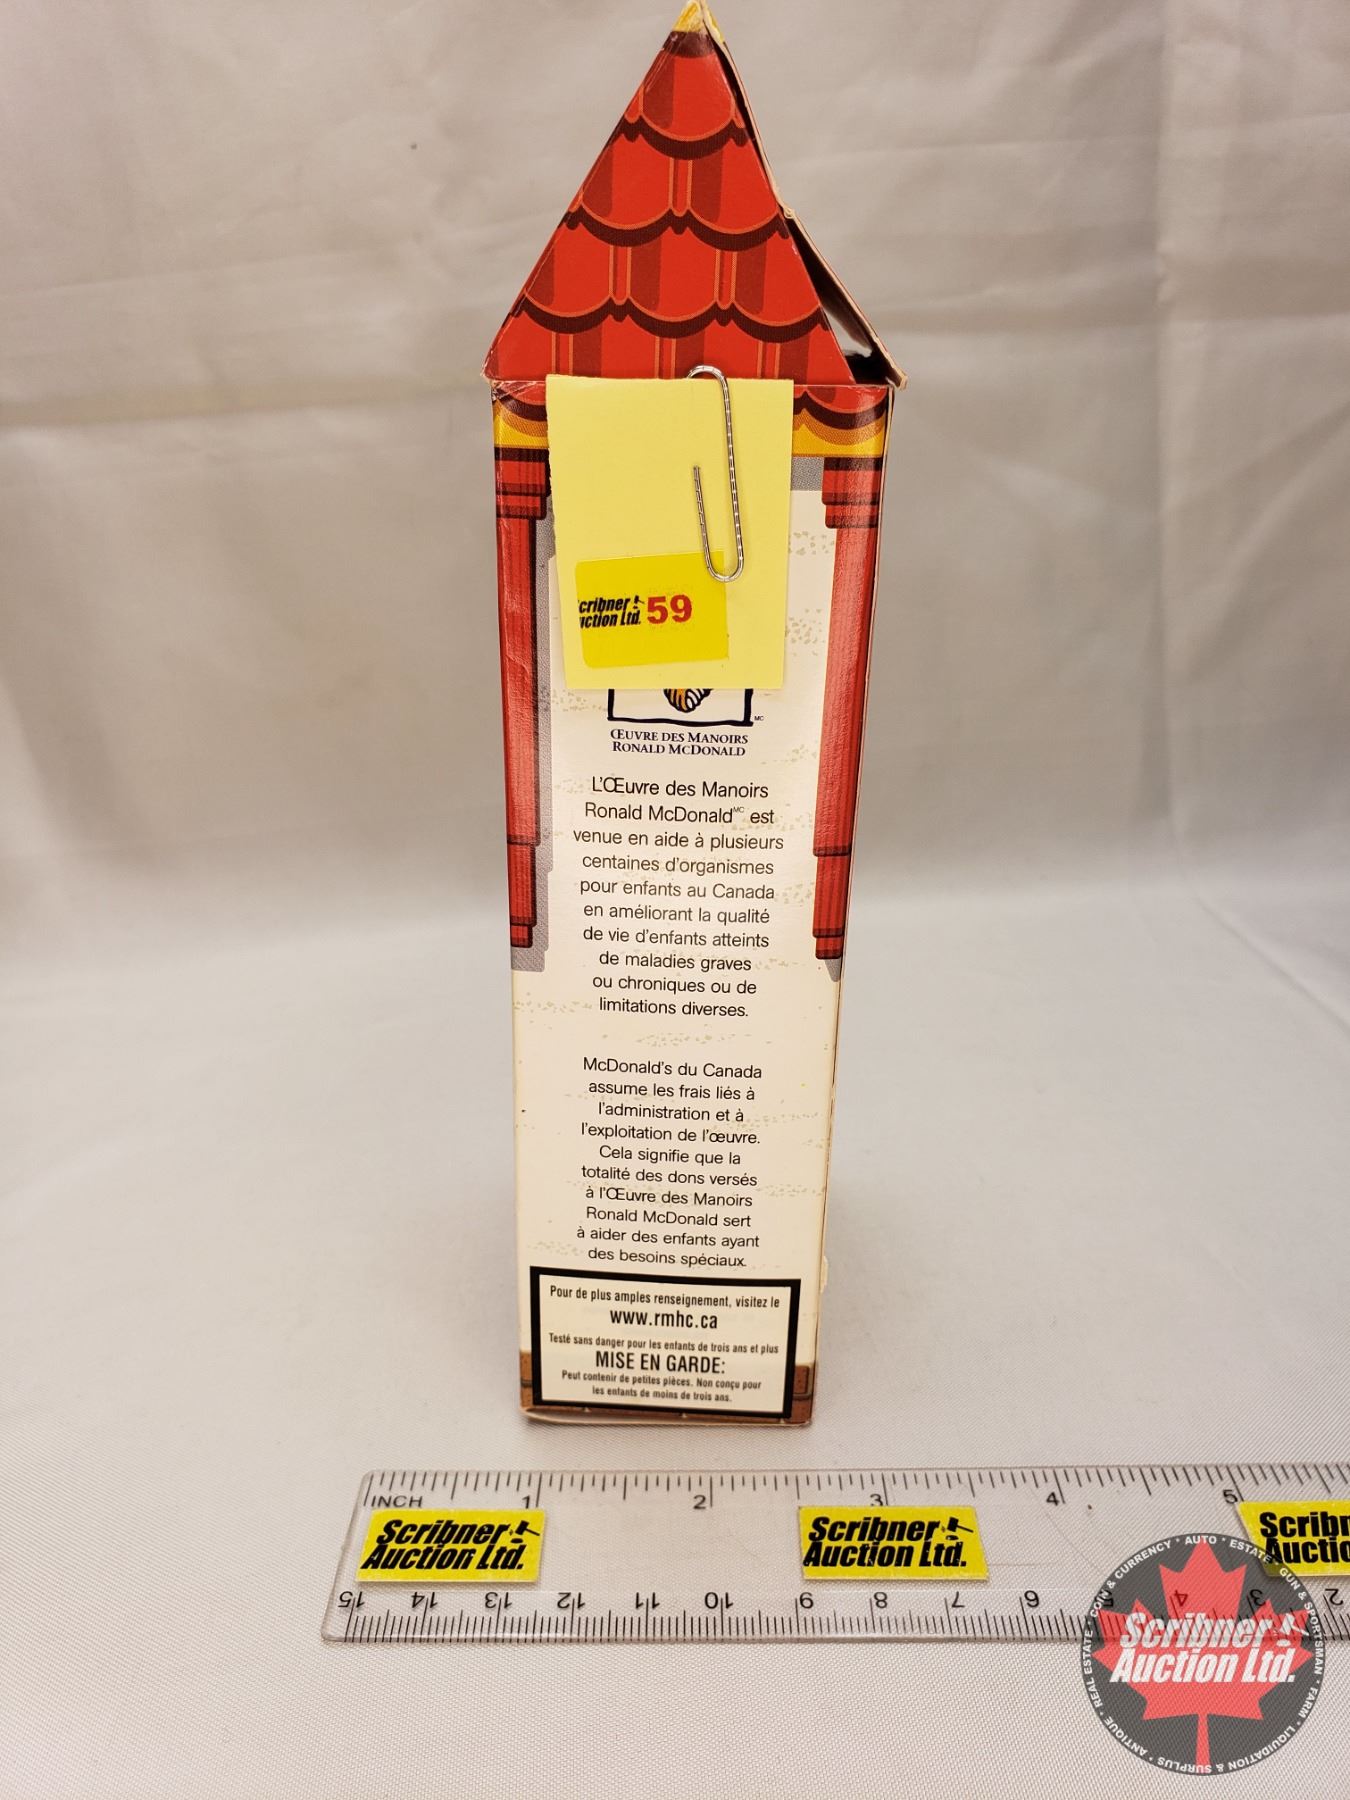 cribner
uction Ltd. 59
MC
ŒUVRE DES MANOIRS
RONALD MCDONALD
L'Œuvre des Manoirs
Ronald McDonald MC est
venue en aide à plusieurs
centaines d'organismes
pour enfants au Canada
en améliorant la qualité
de vie d'enfants atteints
de maladies graves
ou chroniques ou de
limitations diverses.
McDonald's du Canada
assume les frais liés à
l'administration et à
l'exploitation de l'œuvre.
Cela signifie que la
totalité des dons versés
à l'Œuvre des Manoirs
Ronald McDonald sert
à aider des enfants ayant
des besoins spéciaux.
Pour de plus amples renseignement, visitez le
www.rmhc.ca
Testé sans danger pour les enfants de trois ans et plus
MISE EN GARDE:
Peut contenir de petites pièces. Non conçu pour
les enfants de moins de trois ans.
INCH 1 2 3 4 5
Scribner
Auction Ltd.
Scribner
Auction Ltd.
Scribn
Auctio
15 14 13 12 11 10 9 8 7 6 5 4 3 2
AUTO · ESTATE · GUN & SPORTSMAN · FARM · LIQUIDATION & SURPLUS · ANTIQUE · REAL ESTATE · COIN & CURRENCY ·
Scribner
Auction Ltd.